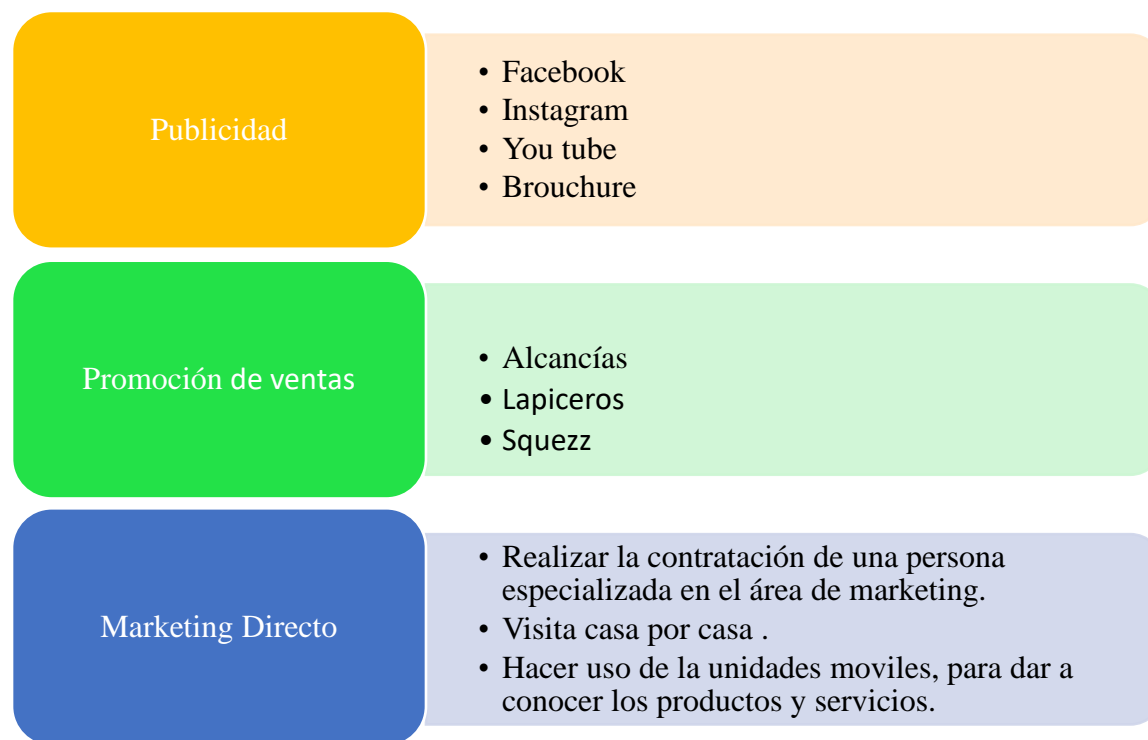 Publicidad
• Facebook
• Instagram
• You tube
• Brouchure
Promoción de ventas
• Alcancías
• Lapiceros
• Squezz
Marketing Directo
• Realizar la contratación de una persona
especializada en el área de marketing.
• Visita casa por casa .
• Hacer uso de la unidades moviles, para dar a
conocer los productos y servicios.